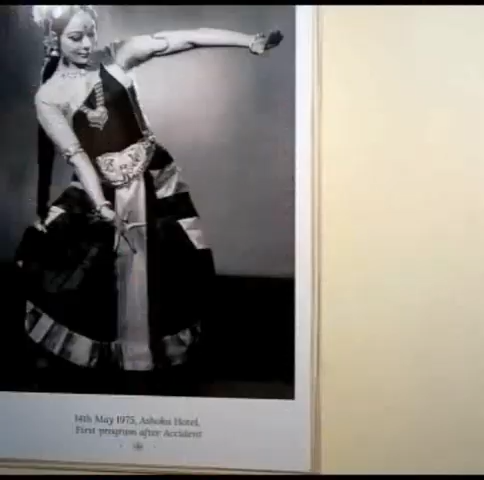 14th May 1975, Ashoka Hotel,
First program after Accident